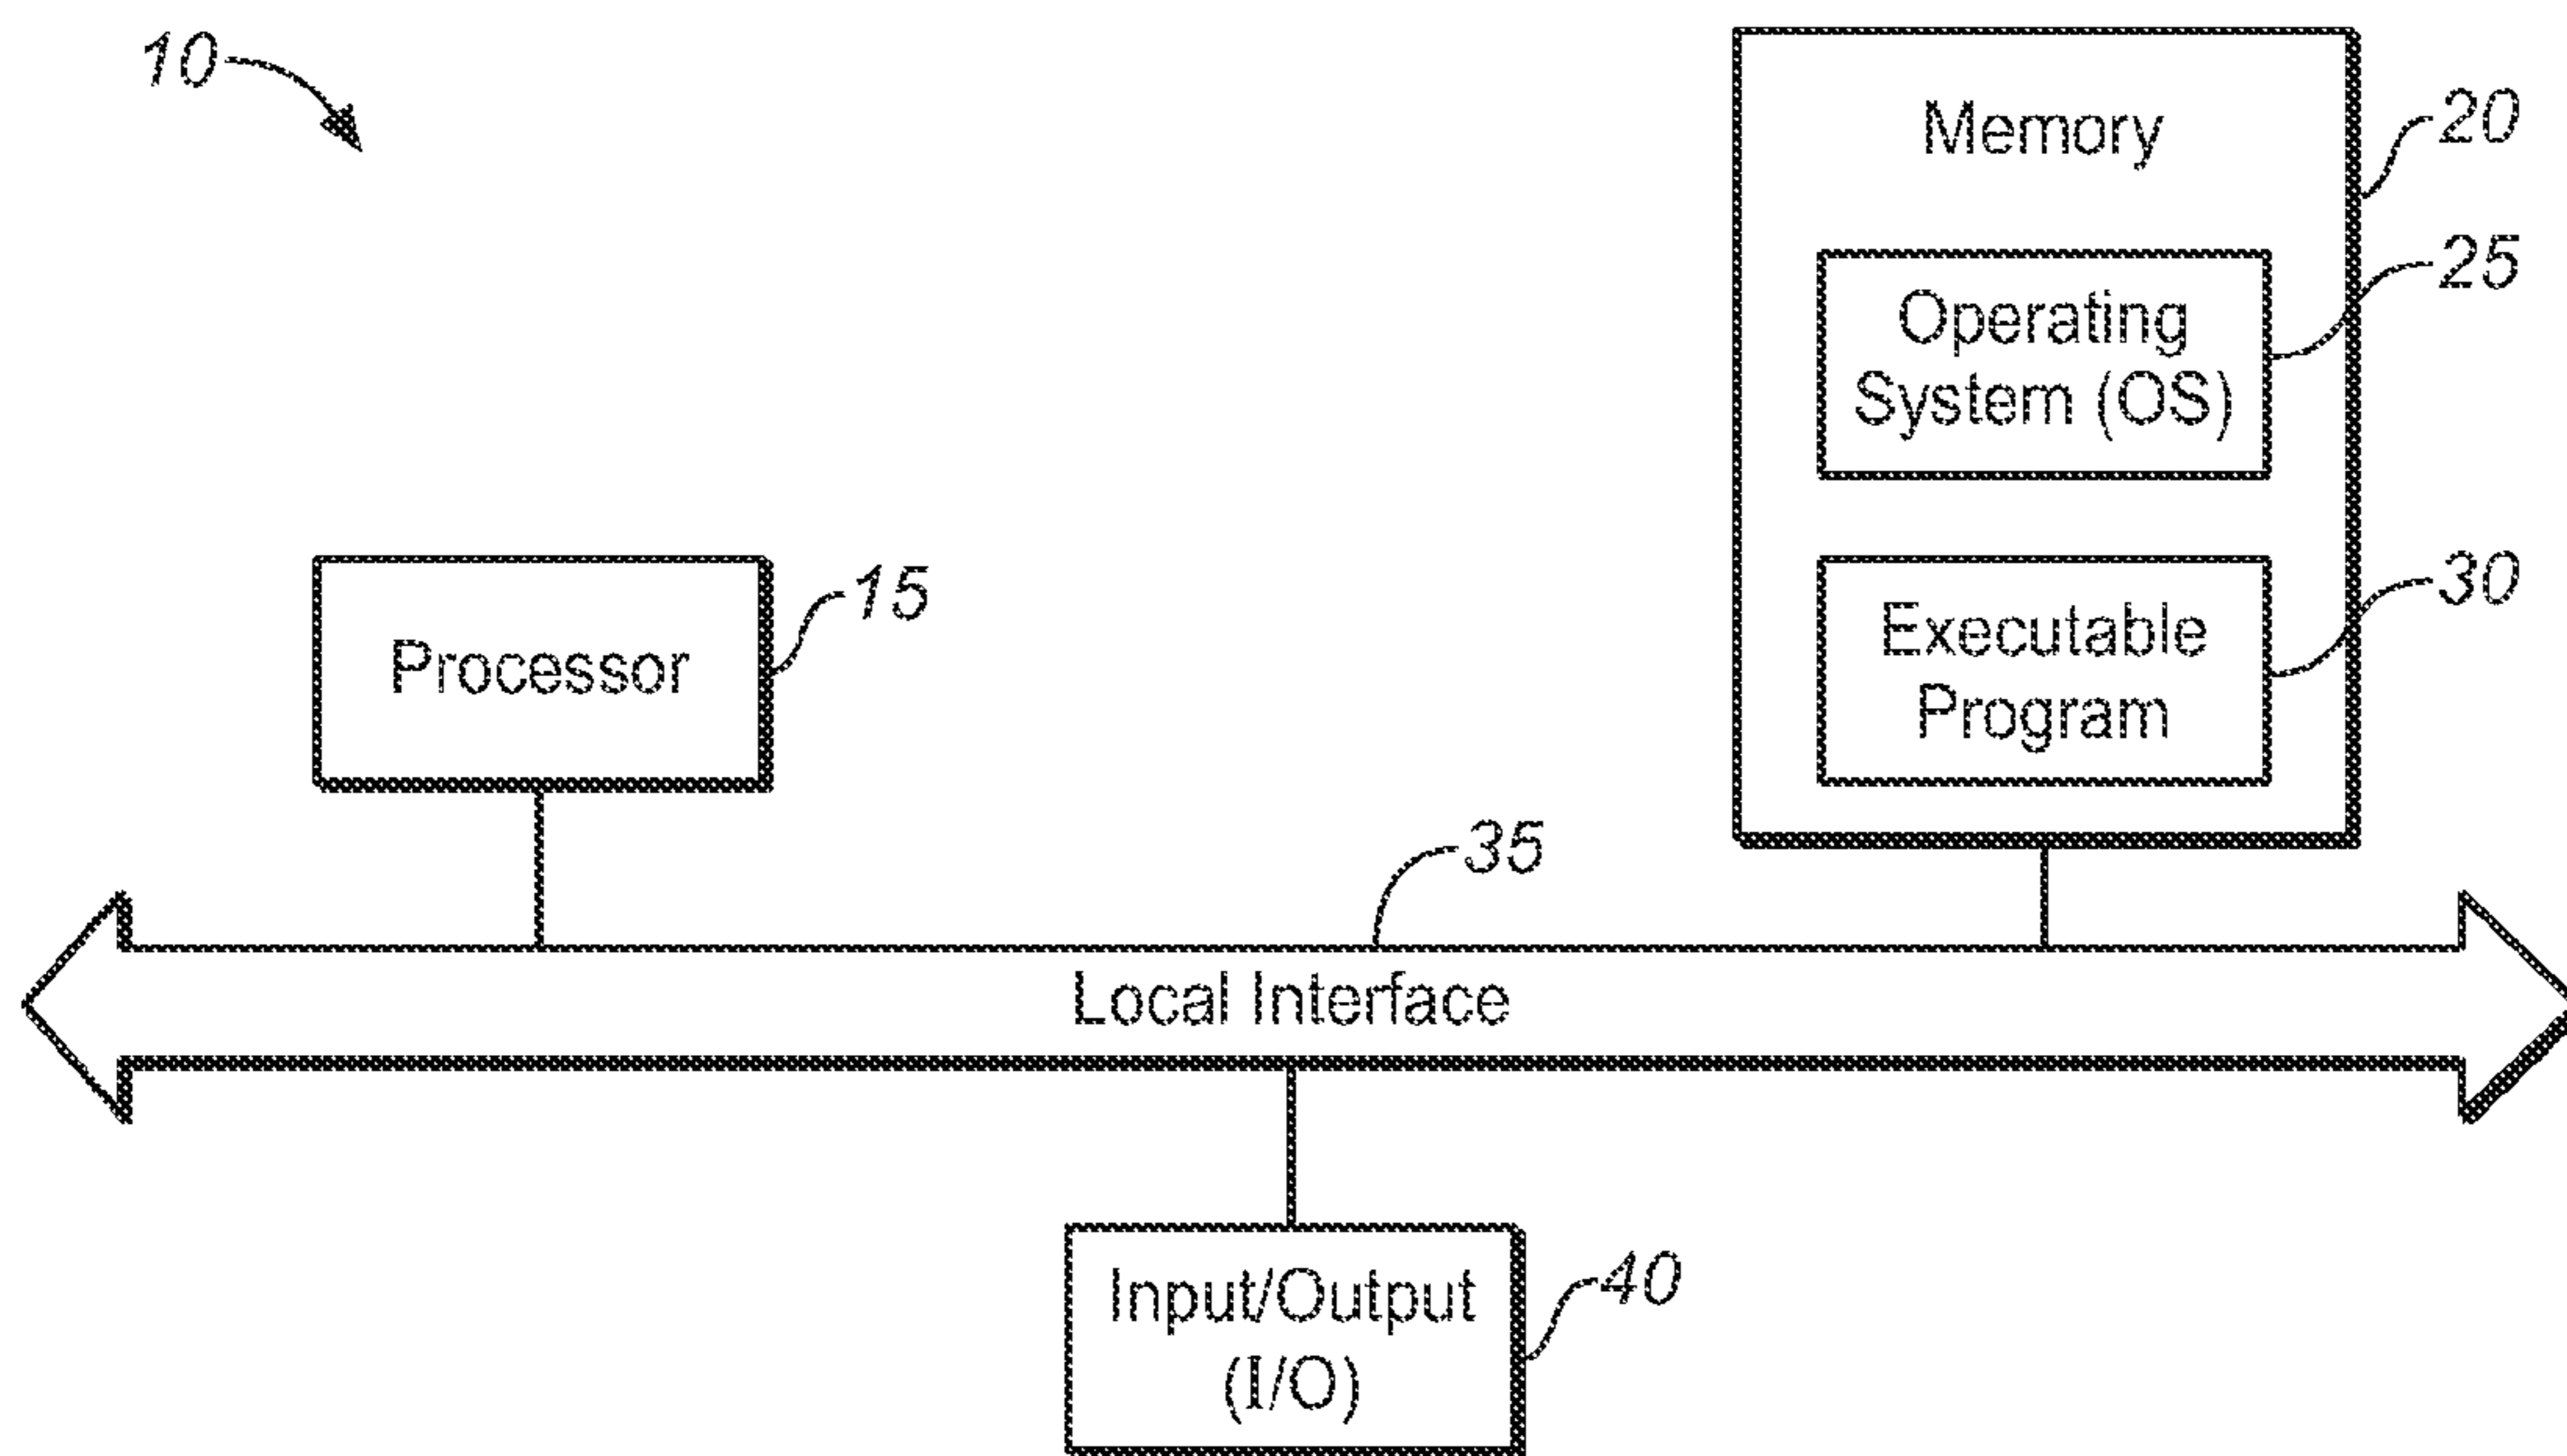 10
Memory
20
Operating
System (OS)
25
Executable
Program
30
Processor
15
35
Local Interface
Input/Output
(I/O)
40